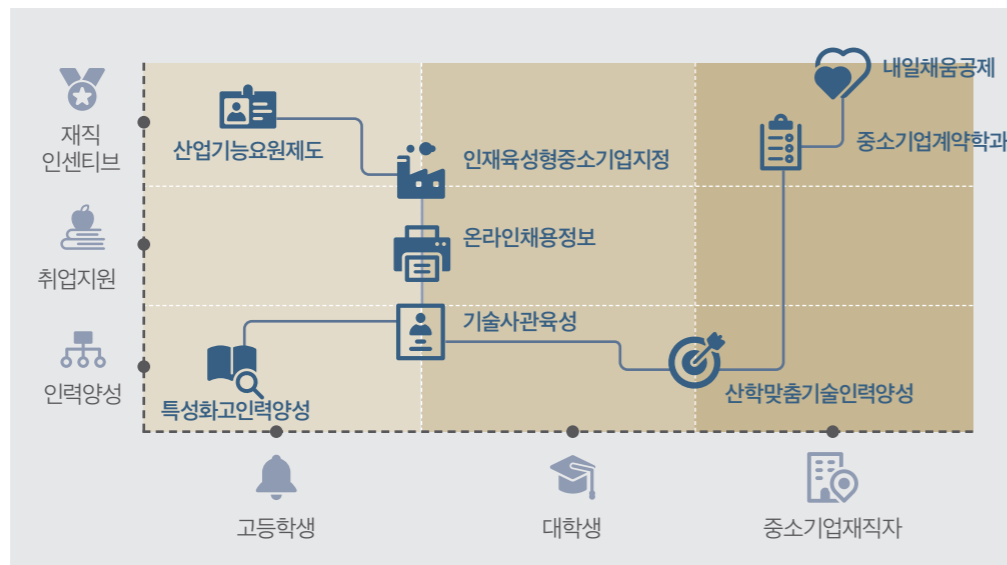 내일채움공제
재직
인센티브
산업기능요원제도
인재육성형중소기업지정
중소기업계약학과
취업지원
온라인채용정보
인력양성
기술사관육성
특성화고인력양성
산학맞춤기술인력양성
고등학생
대학생
중소기업재직자